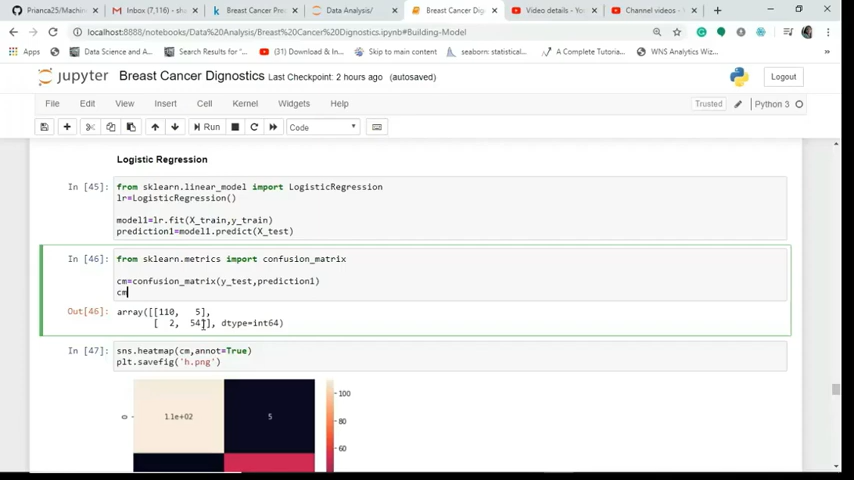 Prianca25/Machin
Inbox (7,116) - sha
Breast Cancer Pre
Data Analysis/
Breast Cancer Dign
Video details - You
Channel videos -
localhost:8888/notebooks/Data%20Analysis/Breast%20Cancer%20Dignostics.ipynb#Building-Model
Apps
Data Science and A...
Search Results for "...
(31) Download & In...
Skip to main content
seaborn: statistical...
A Complete Tutoria...
WNS Analytics Wiz...
jupyter Breast Cancer Dignostics Last Checkpoint: 2 hours ago (autosaved)
Logout
File Edit View Insert Cell Kernel Widgets Help
Trusted
Python 3
Run
Code
Logistic Regression
In [45]: from sklearn.linear_model import LogisticRegression
lr=LogisticRegression()
model1=lr.fit(X_train,y_train)
prediction1=model1.predict(X_test)
In [46]: from sklearn.metrics import confusion_matrix
cm=confusion_matrix(y_test,prediction1)
cm
Out[46]: array([[110, 5],
[ 2, 54]], dtype=int64)
In [47]: sns.heatmap(cm,annot=True)
plt.savefig('h.png')
100
0
1.1e+02
5
80
60